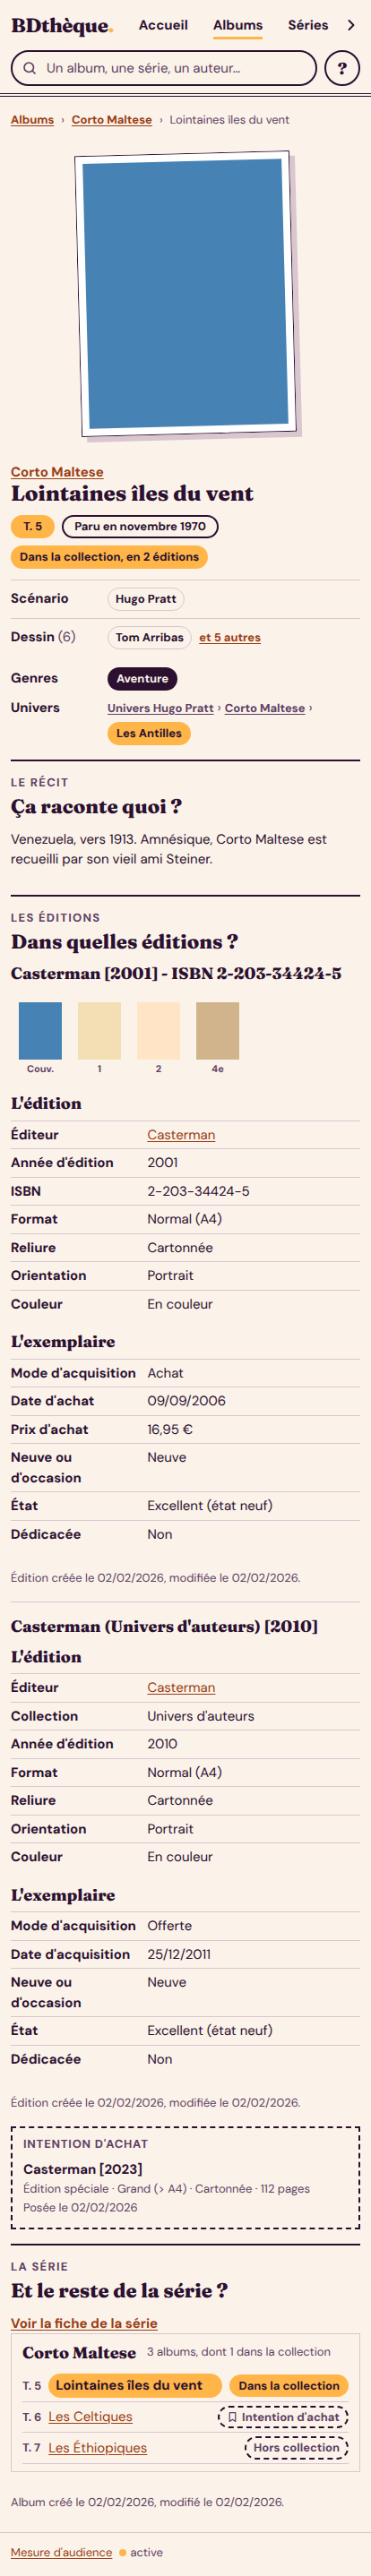 BDthèque.
Accueil Albums Séries
Un album, une série, un auteur…
?
Albums › Corto Maltese › Lointaines îles du vent
Corto Maltese
Lointaines îles du vent
T. 5 Paru en novembre 1970
Dans la collection, en 2 éditions
Scénario Hugo Pratt
Dessin (6) Tom Arribas et 5 autres
Genres Aventure
Univers Univers Hugo Pratt › Corto Maltese ›
Les Antilles
LE RÉCIT
Ça raconte quoi ?
Venezuela, vers 1913. Amnésique, Corto Maltese est
recueilli par son vieil ami Steiner.
LES ÉDITIONS
Dans quelles éditions ?
Casterman [2001] - ISBN 2-203-34424-5
Couv. 1 2 4e
L'édition
Éditeur Casterman
Année d'édition 2001
ISBN 2-203-34424-5
Format Normal (A4)
Reliure Cartonnée
Orientation Portrait
Couleur En couleur
L'exemplaire
Mode d'acquisition Achat
Date d'achat 09/09/2006
Prix d'achat 16,95 €
Neuve ou Neuve
d'occasion
État Excellent (état neuf)
Dédicacée Non
Édition créée le 02/02/2026, modifiée le 02/02/2026.
Casterman (Univers d'auteurs) [2010]
L'édition
Éditeur Casterman
Collection Univers d'auteurs
Année d'édition 2010
Format Normal (A4)
Reliure Cartonnée
Orientation Portrait
Couleur En couleur
L'exemplaire
Mode d'acquisition Offerte
Date d'acquisition 25/12/2011
Neuve ou Neuve
d'occasion
État Excellent (état neuf)
Dédicacée Non
Édition créée le 02/02/2026, modifiée le 02/02/2026.
INTENTION D'ACHAT
Casterman [2023]
Édition spéciale · Grand (> A4) · Cartonnée · 112 pages
Posée le 02/02/2026
LA SÉRIE
Et le reste de la série ?
Voir la fiche de la série
Corto Maltese 3 albums, dont 1 dans la collection
T. 5 Lointaines îles du vent Dans la collection
T. 6 Les Celtiques Intention d'achat
T. 7 Les Éthiopiques Hors collection
Album créé le 02/02/2026, modifié le 02/02/2026.
Mesure d'audience active